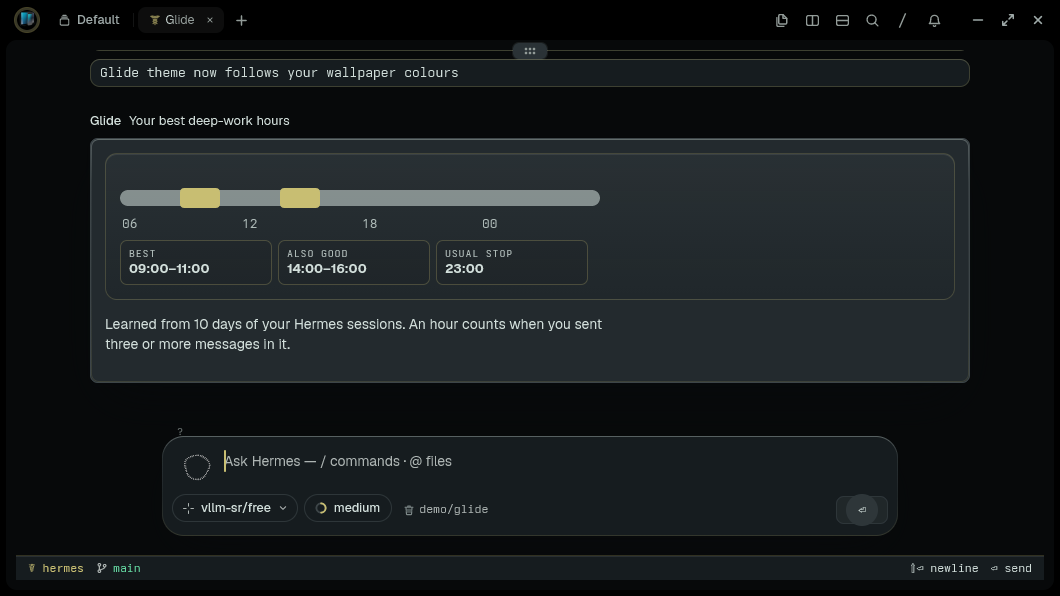 Default
Glide
Glide theme now follows your wallpaper colours
Glide Your best deep-work hours
06 12 18 00
BEST
09:00–11:00
ALSO GOOD
14:00–16:00
USUAL STOP
23:00
Learned from 10 days of your Hermes sessions. An hour counts when you sent
three or more messages in it.
?
Ask Hermes — / commands · @ files
vllm-sr/free
medium
demo/glide
hermes main
newline send